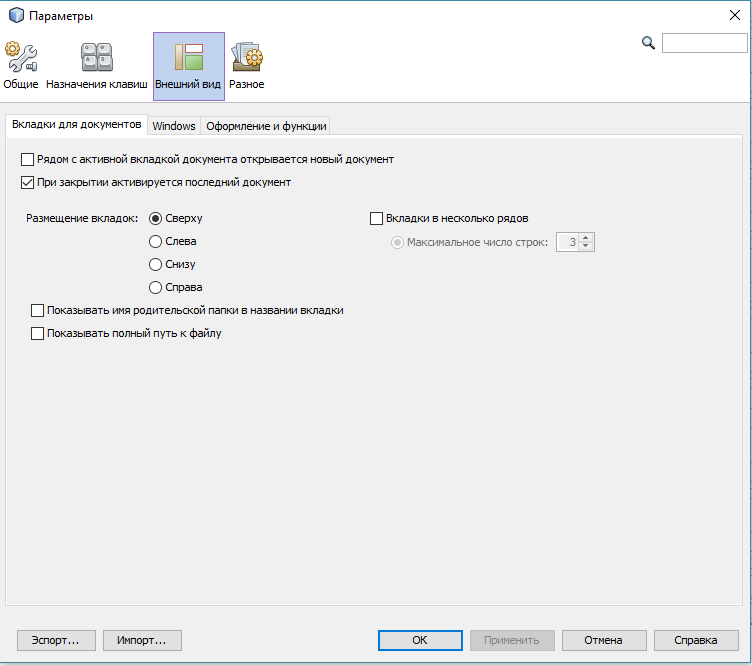 Параметры
Общие
Назначения клавиш
Внешний вид
Разное
Вкладки для документов
Windows
Оформление и функции
Рядом с активной вкладкой документа открывается новый документ
При закрытии активируется последний документ
Размещение вкладок:
Сверху
Вкладки в несколько рядов
Слева
Максимальное число строк: 3
Снизу
Справа
Показывать имя родительской папки в названии вкладки
Показывать полный путь к файлу
Эспорт...
Импорт...
ОК
Применить
Отмена
Справка